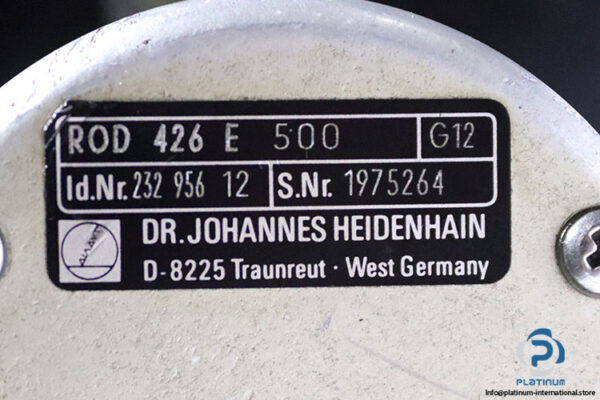 ROD 426 E 500 G12
Id.Nr. 232 956 12 S.Nr. 1975264
DR. JOHANNES HEIDENHAIN
D-8225 Traunreut · West Germany
PLATINUM
Info@platinum-international.store